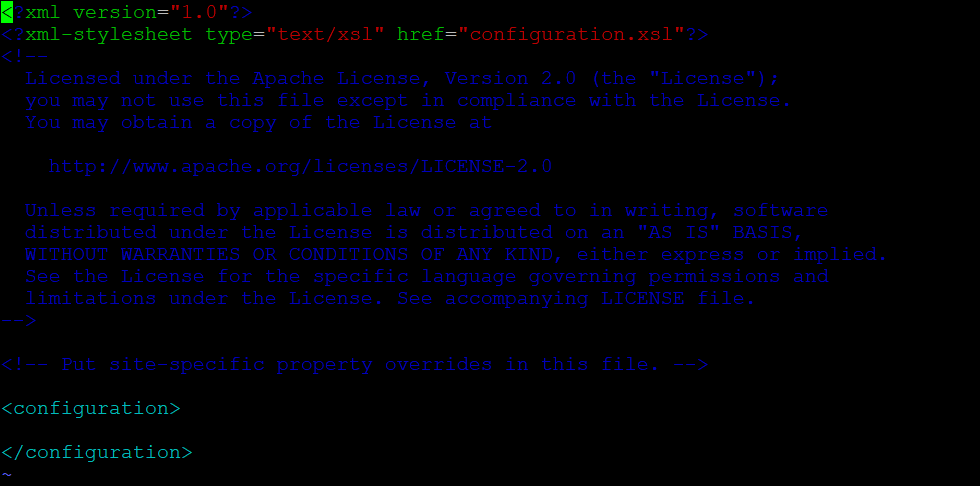 <?xml version="1.0"?>
<?xml-stylesheet type="text/xsl" href="configuration.xsl"?>
<!--
  Licensed under the Apache License, Version 2.0 (the "License");
  you may not use this file except in compliance with the License.
  You may obtain a copy of the License at

    http://www.apache.org/licenses/LICENSE-2.0

  Unless required by applicable law or agreed to in writing, software
  distributed under the License is distributed on an "AS IS" BASIS,
  WITHOUT WARRANTIES OR CONDITIONS OF ANY KIND, either express or implied.
  See the License for the specific language governing permissions and
  limitations under the License. See accompanying LICENSE file.
-->

<!-- Put site-specific property overrides in this file. -->

<configuration>

</configuration>
~